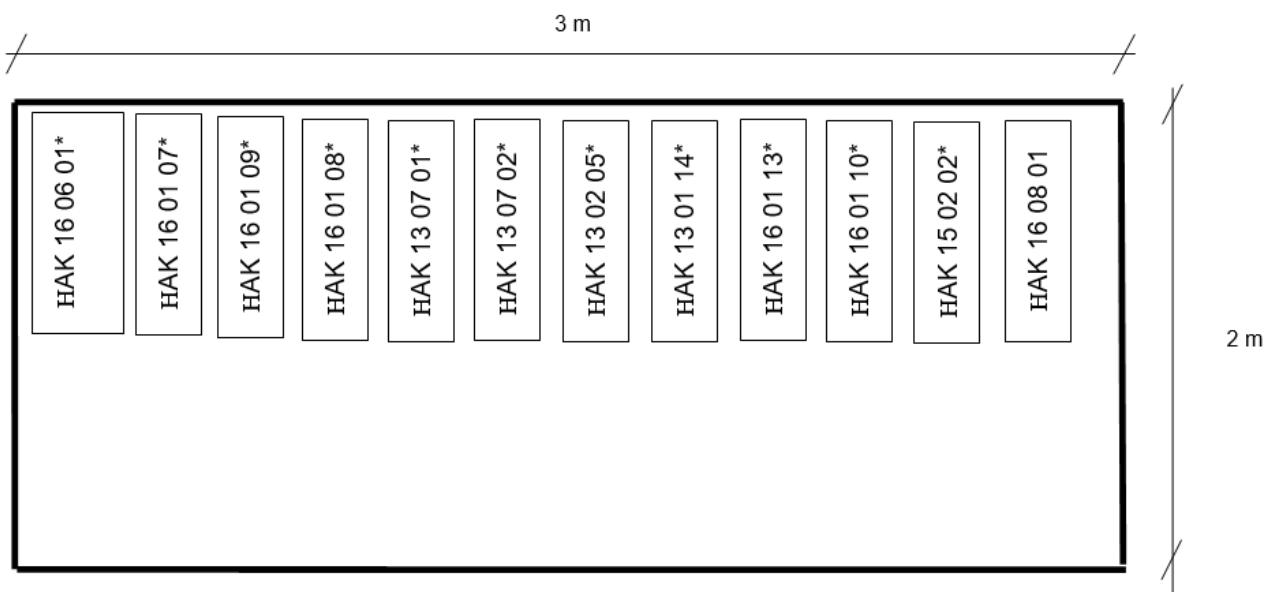 3 m
HAK 16 06 01*
HAK 16 01 07*
HAK 16 01 09*
HAK 16 01 08*
HAK 13 07 01*
HAK 13 07 02*
HAK 13 02 05*
HAK 13 01 14*
HAK 16 01 13*
HAK 16 01 10*
HAK 15 02 02*
HAK 16 08 01
2 m